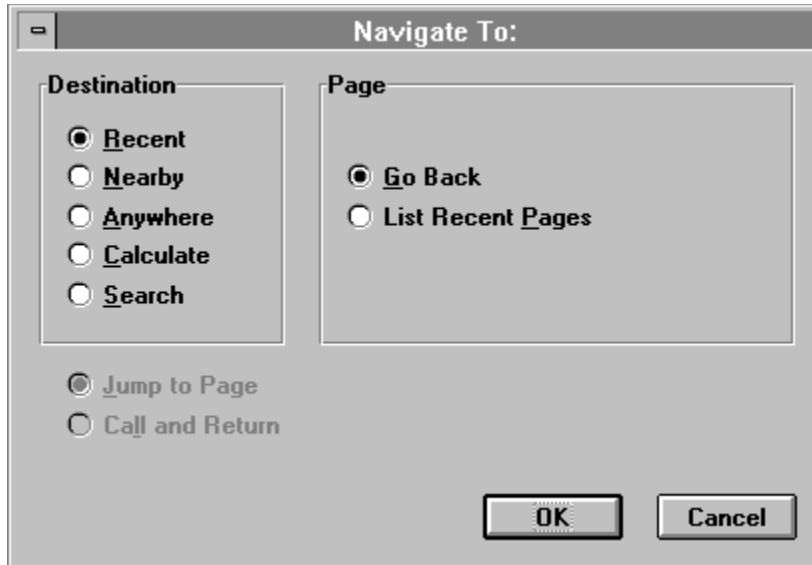 Navigate To:
Destination
Recent
Nearby
Anywhere
Calculate
Search
Page
Go Back
List Recent Pages
Jump to Page
Call and Return
OK
Cancel